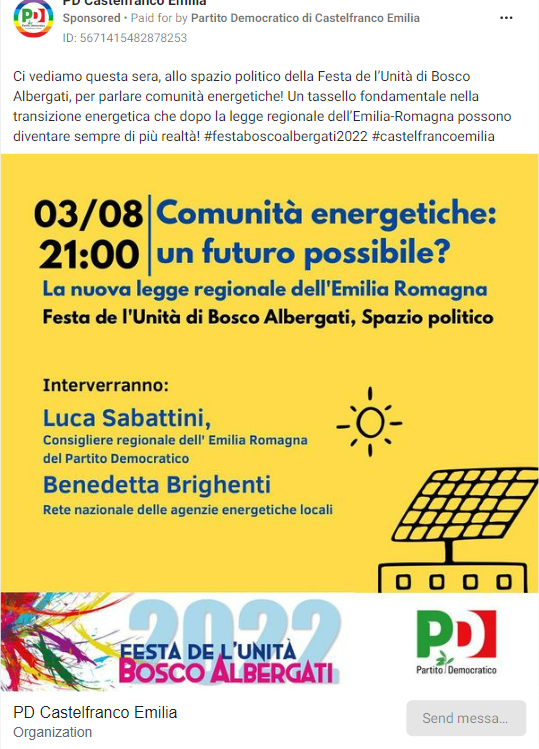 PD Castelfranco Emilia
Sponsored • Paid for by Partito Democratico di Castelfranco Emilia
ID: 5671415482878253
Ci vediamo questa sera, allo spazio politico della Festa de l'Unità di Bosco
Albergati, per parlare comunità energetiche! Un tassello fondamentale nella
transizione energetica che dopo la legge regionale dell'Emilia-Romagna possono
diventare sempre di più realtà! #festaboscoalbergati2022 #castelfrancoemilia
03/08
21:00
Comunità energetiche:
un futuro possibile?
La nuova legge regionale dell'Emilia Romagna
Festa de l'Unità di Bosco Albergati, Spazio politico
Interverranno:
Luca Sabattini,
Consigliere regionale dell' Emilia Romagna
del Partito Democratico
Benedetta Brighenti
Rete nazionale delle agenzie energetiche locali
2022
FESTA DE L'UNITÀ
BOSCO ALBERGATI
PD
Partito Democratico
PD Castelfranco Emilia
Organization
Send messa...